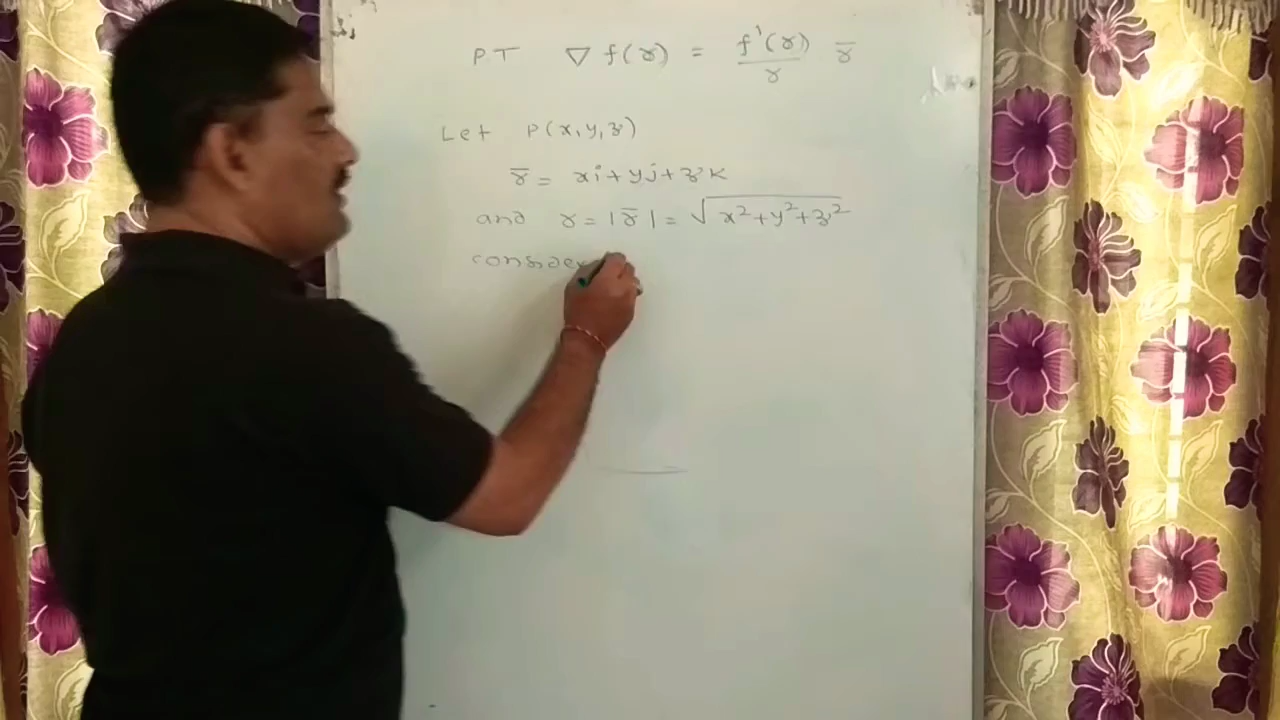 PT ∇ f(r) = f'(r)/r r̄
Let P(x, y, z)
r̄ = xi + yj + zk
and r = |r̄| = √(x² + y² + z²)
consider